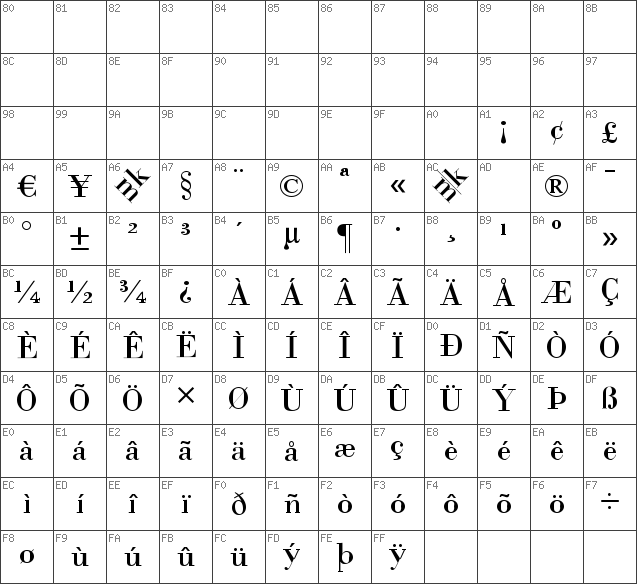 80 81 82 83 84 85 86 87 88 89 8A 8B
8C 8D 8E 8F 90 91 92 93 94 95 96 97
98 99 9A 9B 9C 9D 9E 9F A0 A1 A2 A3
¡ ¢ £
A4 A5 A6 A7 A8 A9 AA AB AC AD AE AF
€ ¥ mk § ¨ © ª « mk ® ¯
B0 B1 B2 B3 B4 B5 B6 B7 B8 B9 BA BB
° ± ² ³ ´ µ ¶ · ¸ ¹ º »
BC BD BE BF C0 C1 C2 C3 C4 C5 C6 C7
¼ ½ ¾ ¿ À Á Â Ã Ä Å Æ Ç
C8 C9 CA CB CC CD CE CF D0 D1 D2 D3
È É Ê Ë Ì Í Î Ï Ð Ñ Ò Ó
D4 D5 D6 D7 D8 D9 DA DB DC DD DE DF
Ô Õ Ö × Ø Ù Ú Û Ü Ý Þ ß
E0 E1 E2 E3 E4 E5 E6 E7 E8 E9 EA EB
à á â ã ä å æ ç è é ê ë
EC ED EE EF F0 F1 F2 F3 F4 F5 F6 F7
ì í î ï ð ñ ò ó ô õ ö ÷
F8 F9 FA FB FC FD FE FF
ø ù ú û ü ý þ ÿ